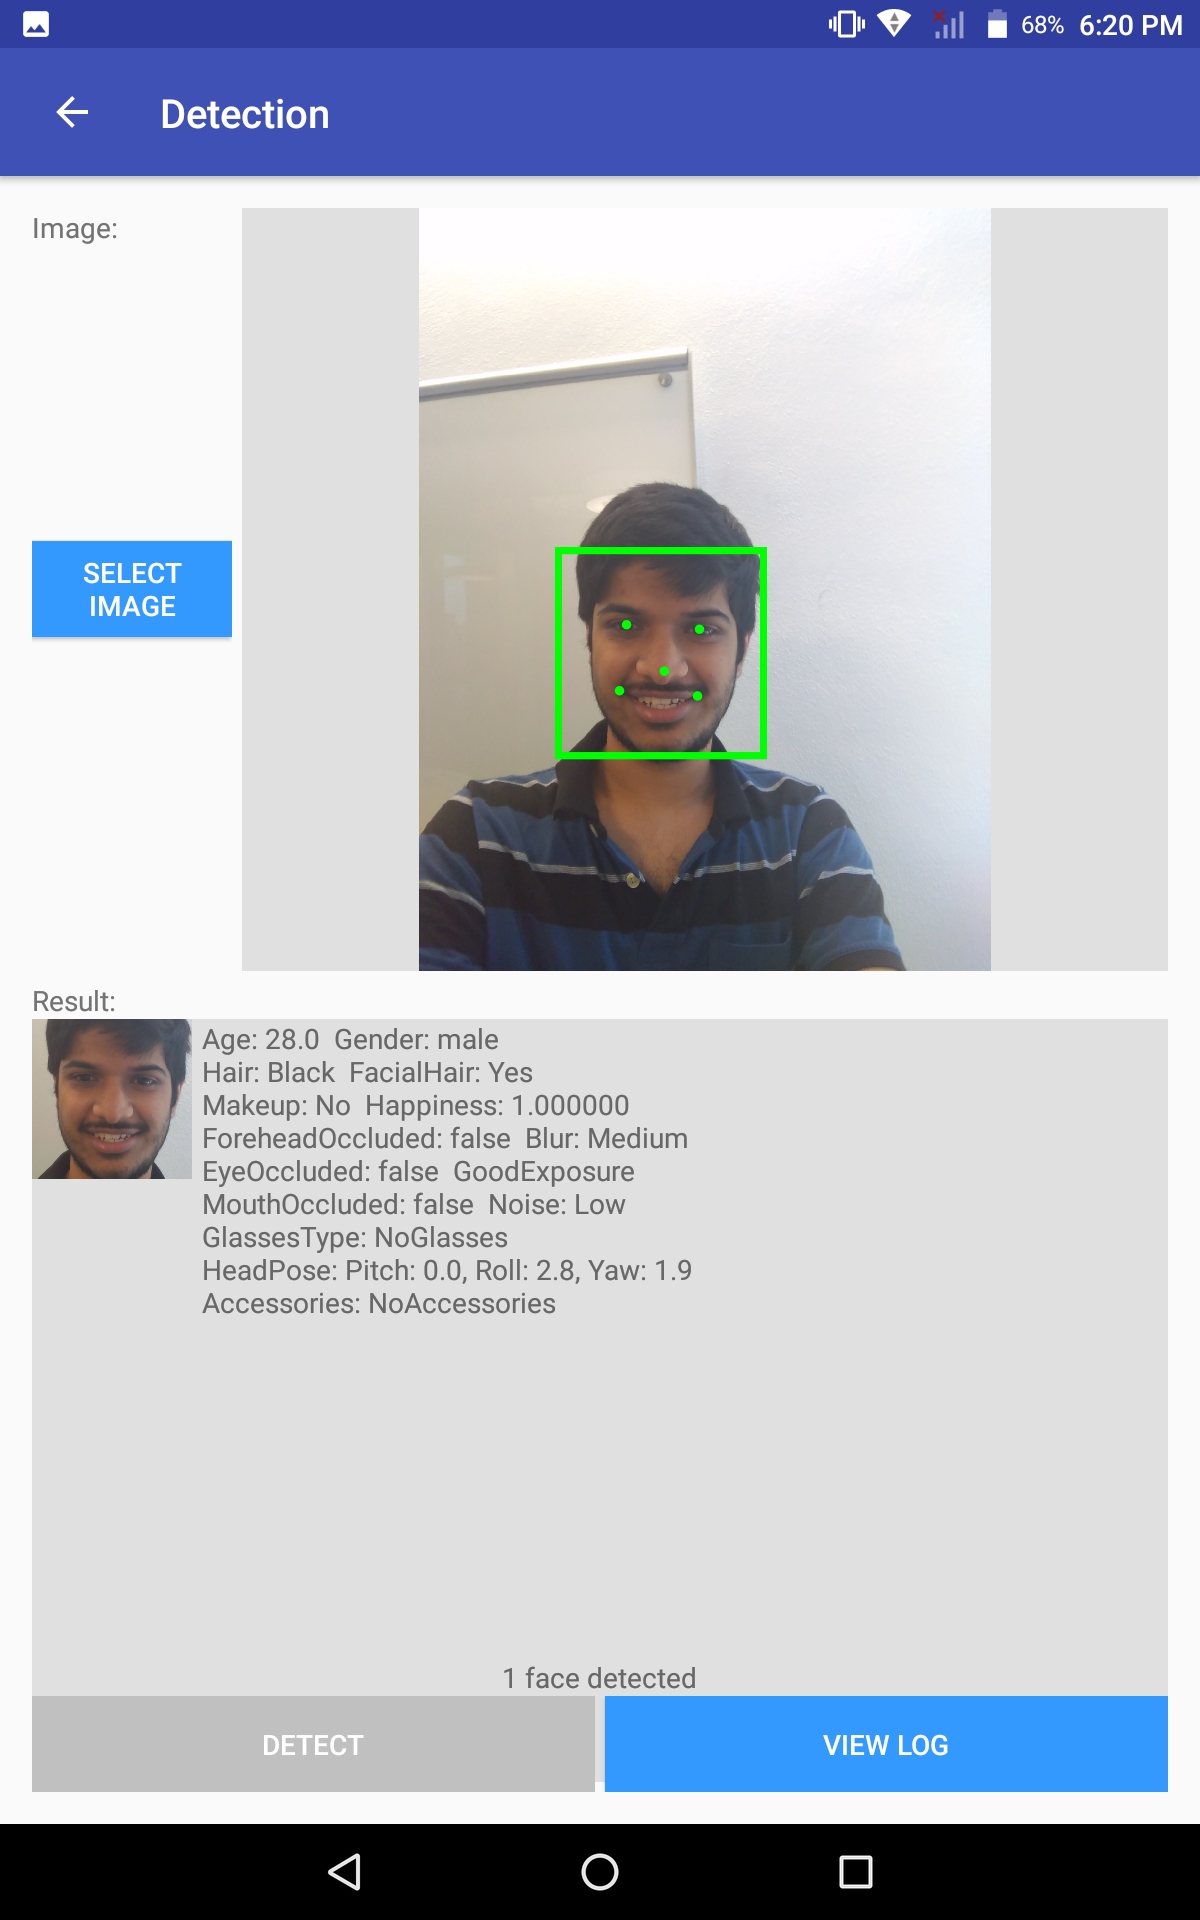 68% 6:20 PM
Detection
Image:
SELECT
IMAGE
Result:
Age: 28.0  Gender: male
Hair: Black  FacialHair: Yes
Makeup: No  Happiness: 1.000000
ForeheadOccluded: false  Blur: Medium
EyeOccluded: false  GoodExposure
MouthOccluded: false  Noise: Low
GlassesType: NoGlasses
HeadPose: Pitch: 0.0, Roll: 2.8, Yaw: 1.9
Accessories: NoAccessories
1 face detected
DETECT
VIEW LOG